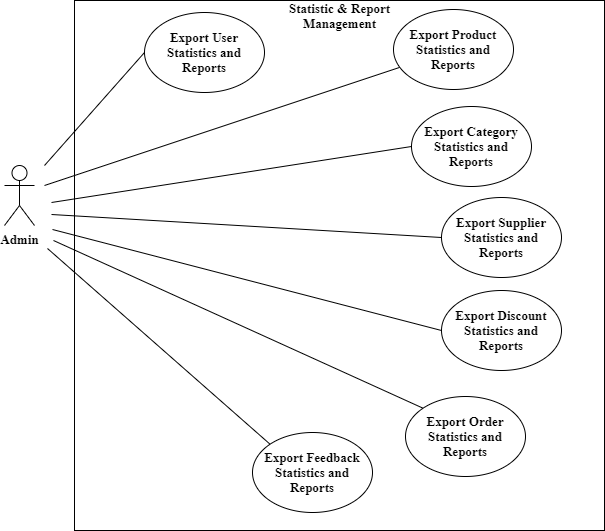 Statistic & Report
Management
Export User
Statistics and
Reports
Export Product
Statistics and
Reports
Export Category
Statistics and
Reports
Admin
Export Supplier
Statistics and
Reports
Export Discount
Statistics and
Reports
Export Order
Statistics and
Reports
Export Feedback
Statistics and
Reports